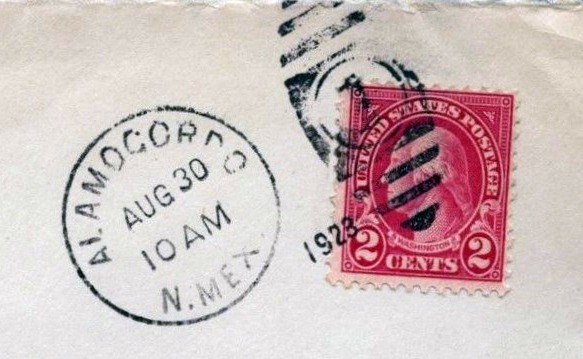 ALAMOGORDO
AUG 30
10 AM
N. MEX.
1923
UNITED STATES POSTAGE
WASHINGTON
2 CENTS 2